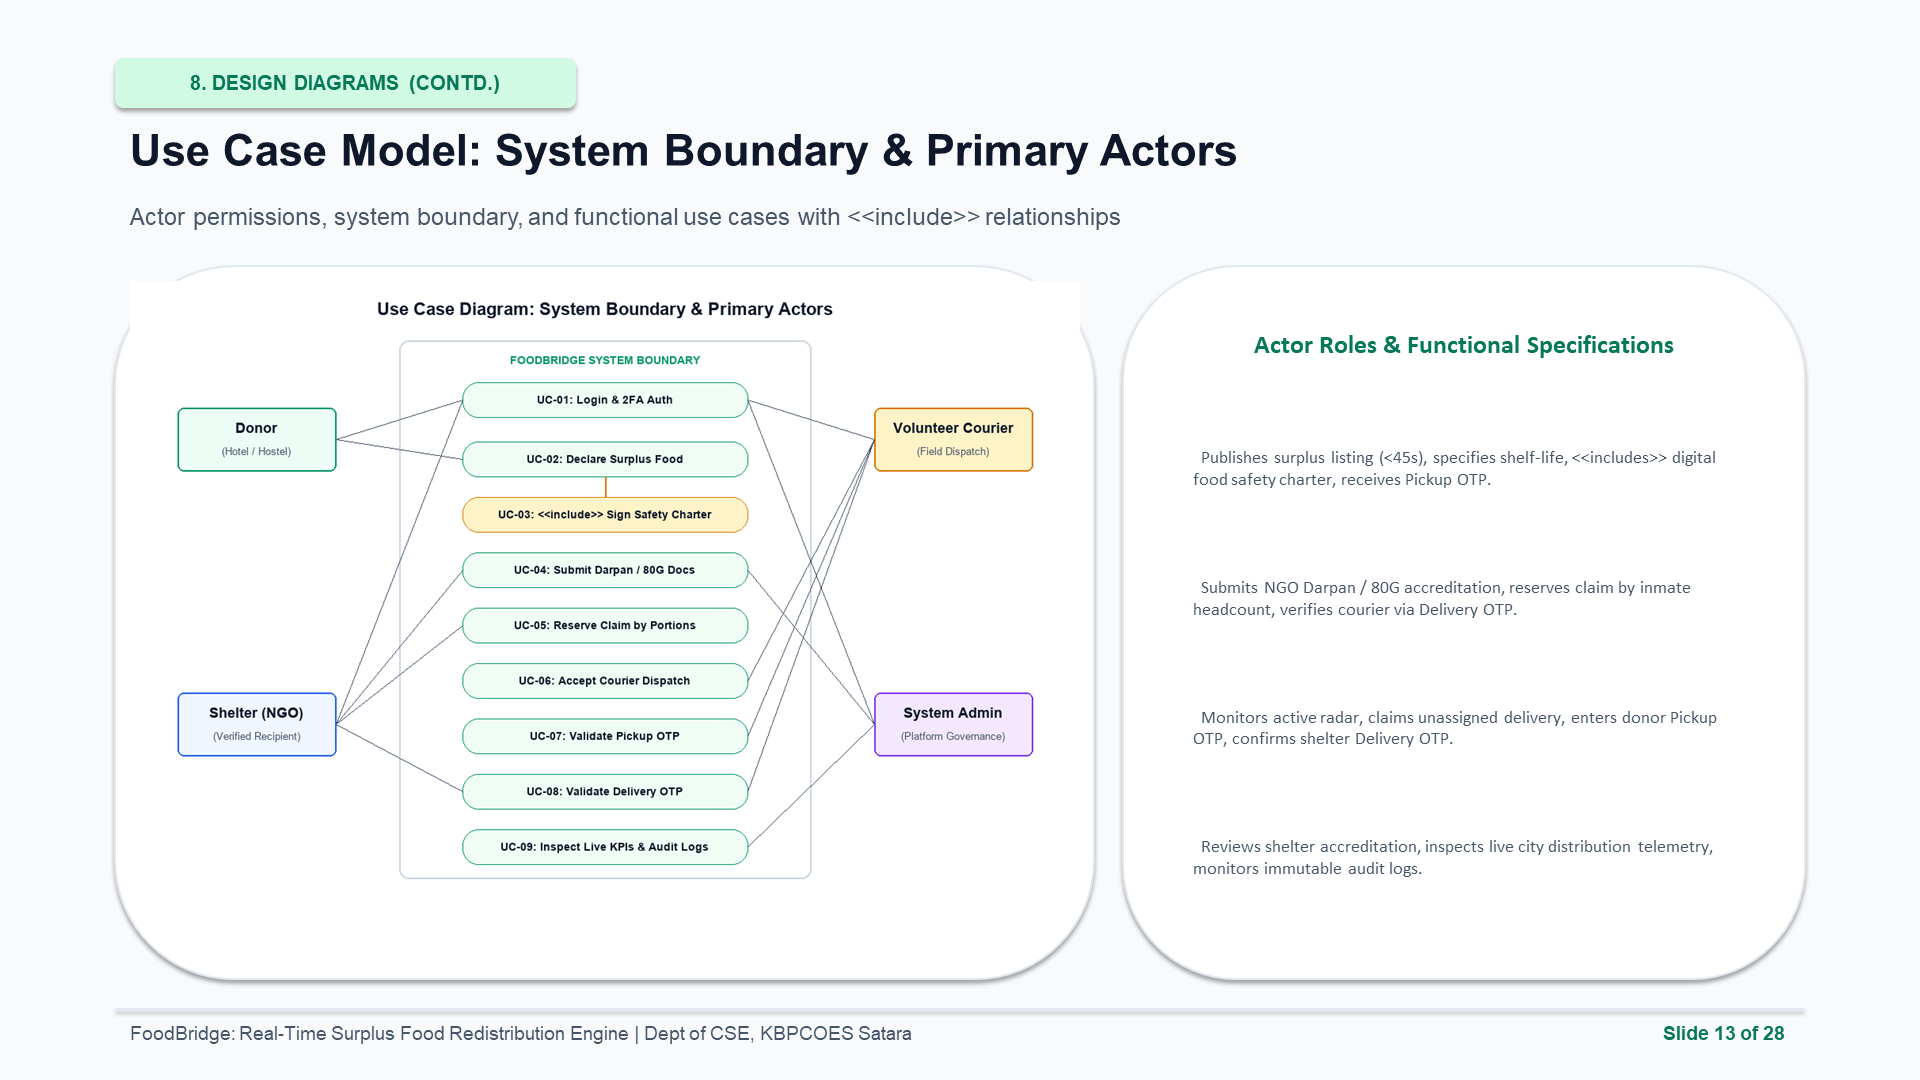 8. DESIGN DIAGRAMS (CONTD.)
Use Case Model: System Boundary & Primary Actors
Actor permissions, system boundary, and functional use cases with <<include>> relationships
Use Case Diagram: System Boundary & Primary Actors
FOODBRIDGE SYSTEM BOUNDARY
Donor
(Hotel / Hostel)
Shelter (NGO)
(Verified Recipient)
UC-01: Login & 2FA Auth
UC-02: Declare Surplus Food
UC-03: <<include>> Sign Safety Charter
UC-04: Submit Darpan / 80G Docs
UC-05: Reserve Claim by Portions
UC-06: Accept Courier Dispatch
UC-07: Validate Pickup OTP
UC-08: Validate Delivery OTP
UC-09: Inspect Live KPIs & Audit Logs
Volunteer Courier
(Field Dispatch)
System Admin
(Platform Governance)
Actor Roles & Functional Specifications
Publishes surplus listing (<45s), specifies shelf-life, <<includes>> digital
food safety charter, receives Pickup OTP.
Submits NGO Darpan / 80G accreditation, reserves claim by inmate
headcount, verifies courier via Delivery OTP.
Monitors active radar, claims unassigned delivery, enters donor Pickup
OTP, confirms shelter Delivery OTP.
Reviews shelter accreditation, inspects live city distribution telemetry,
monitors immutable audit logs.
FoodBridge: Real-Time Surplus Food Redistribution Engine | Dept of CSE, KBPCOES Satara
Slide 13 of 28